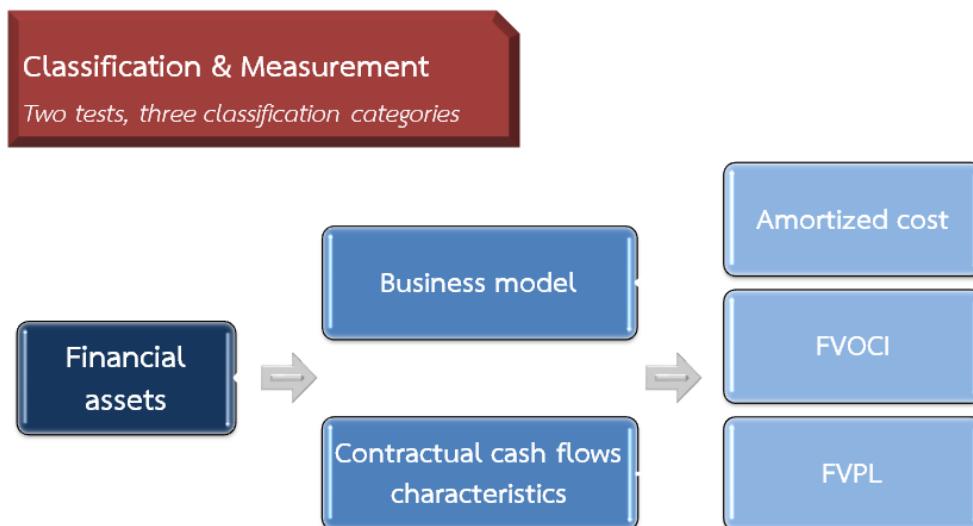 Classification & Measurement
Two tests, three classification categories
Financial
assets
Business model
Contractual cash flows
characteristics
Amortized cost
FVOCI
FVPL